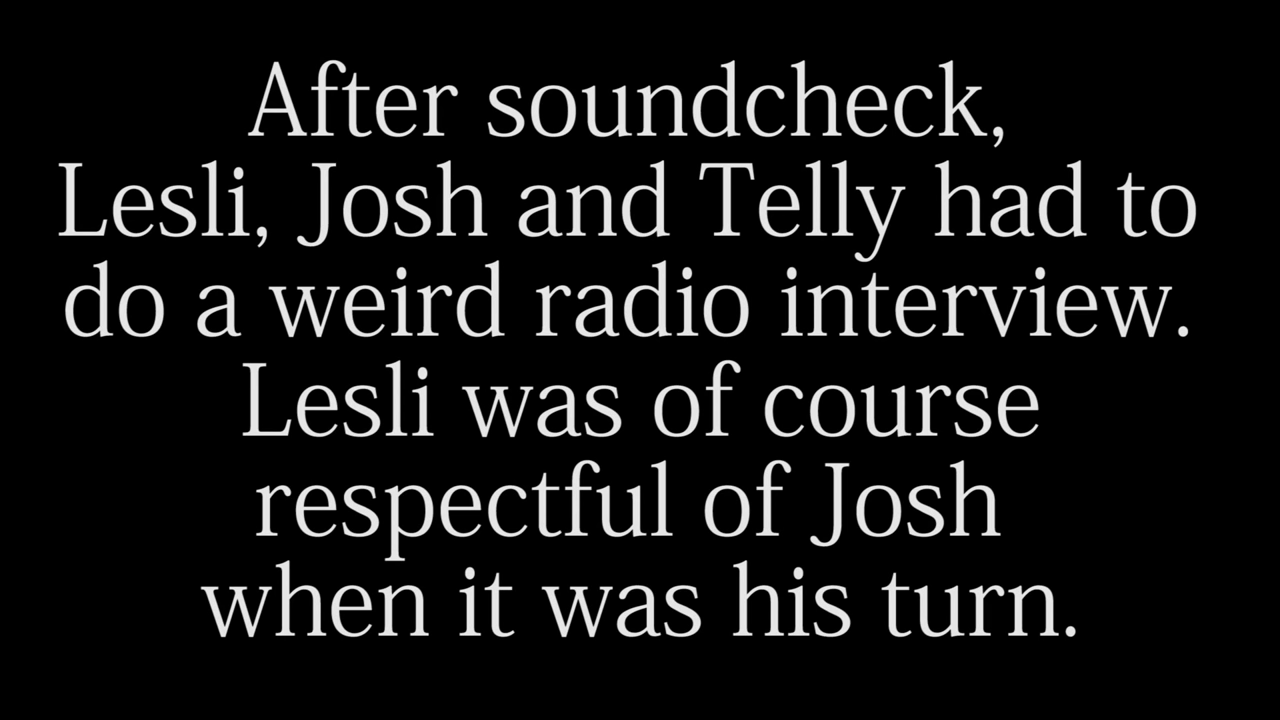 After soundcheck,
Lesli, Josh and Telly had to
do a weird radio interview.
Lesli was of course
respectful of Josh
when it was his turn.